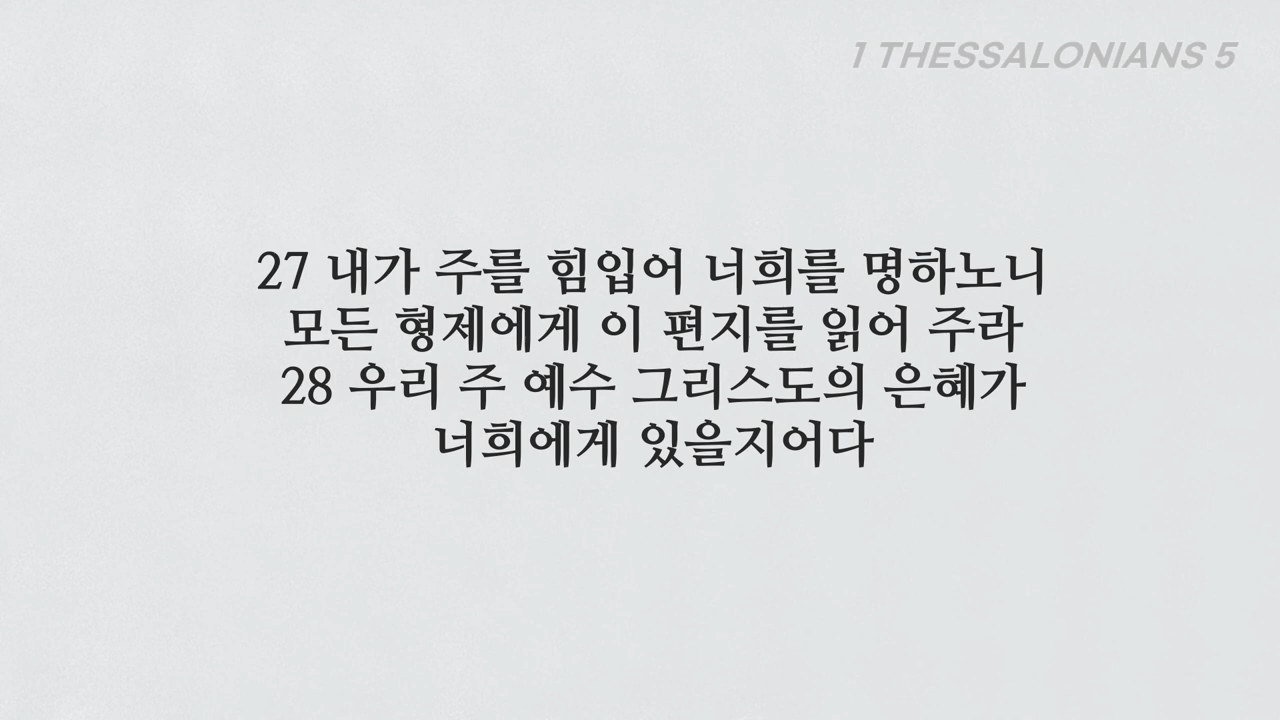 1 THESSALONIANS 5
27 내가 주를 힘입어 너희를 명하노니
모든 형제에게 이 편지를 읽어 주라
28 우리 주 예수 그리스도의 은혜가
너희에게 있을지어다